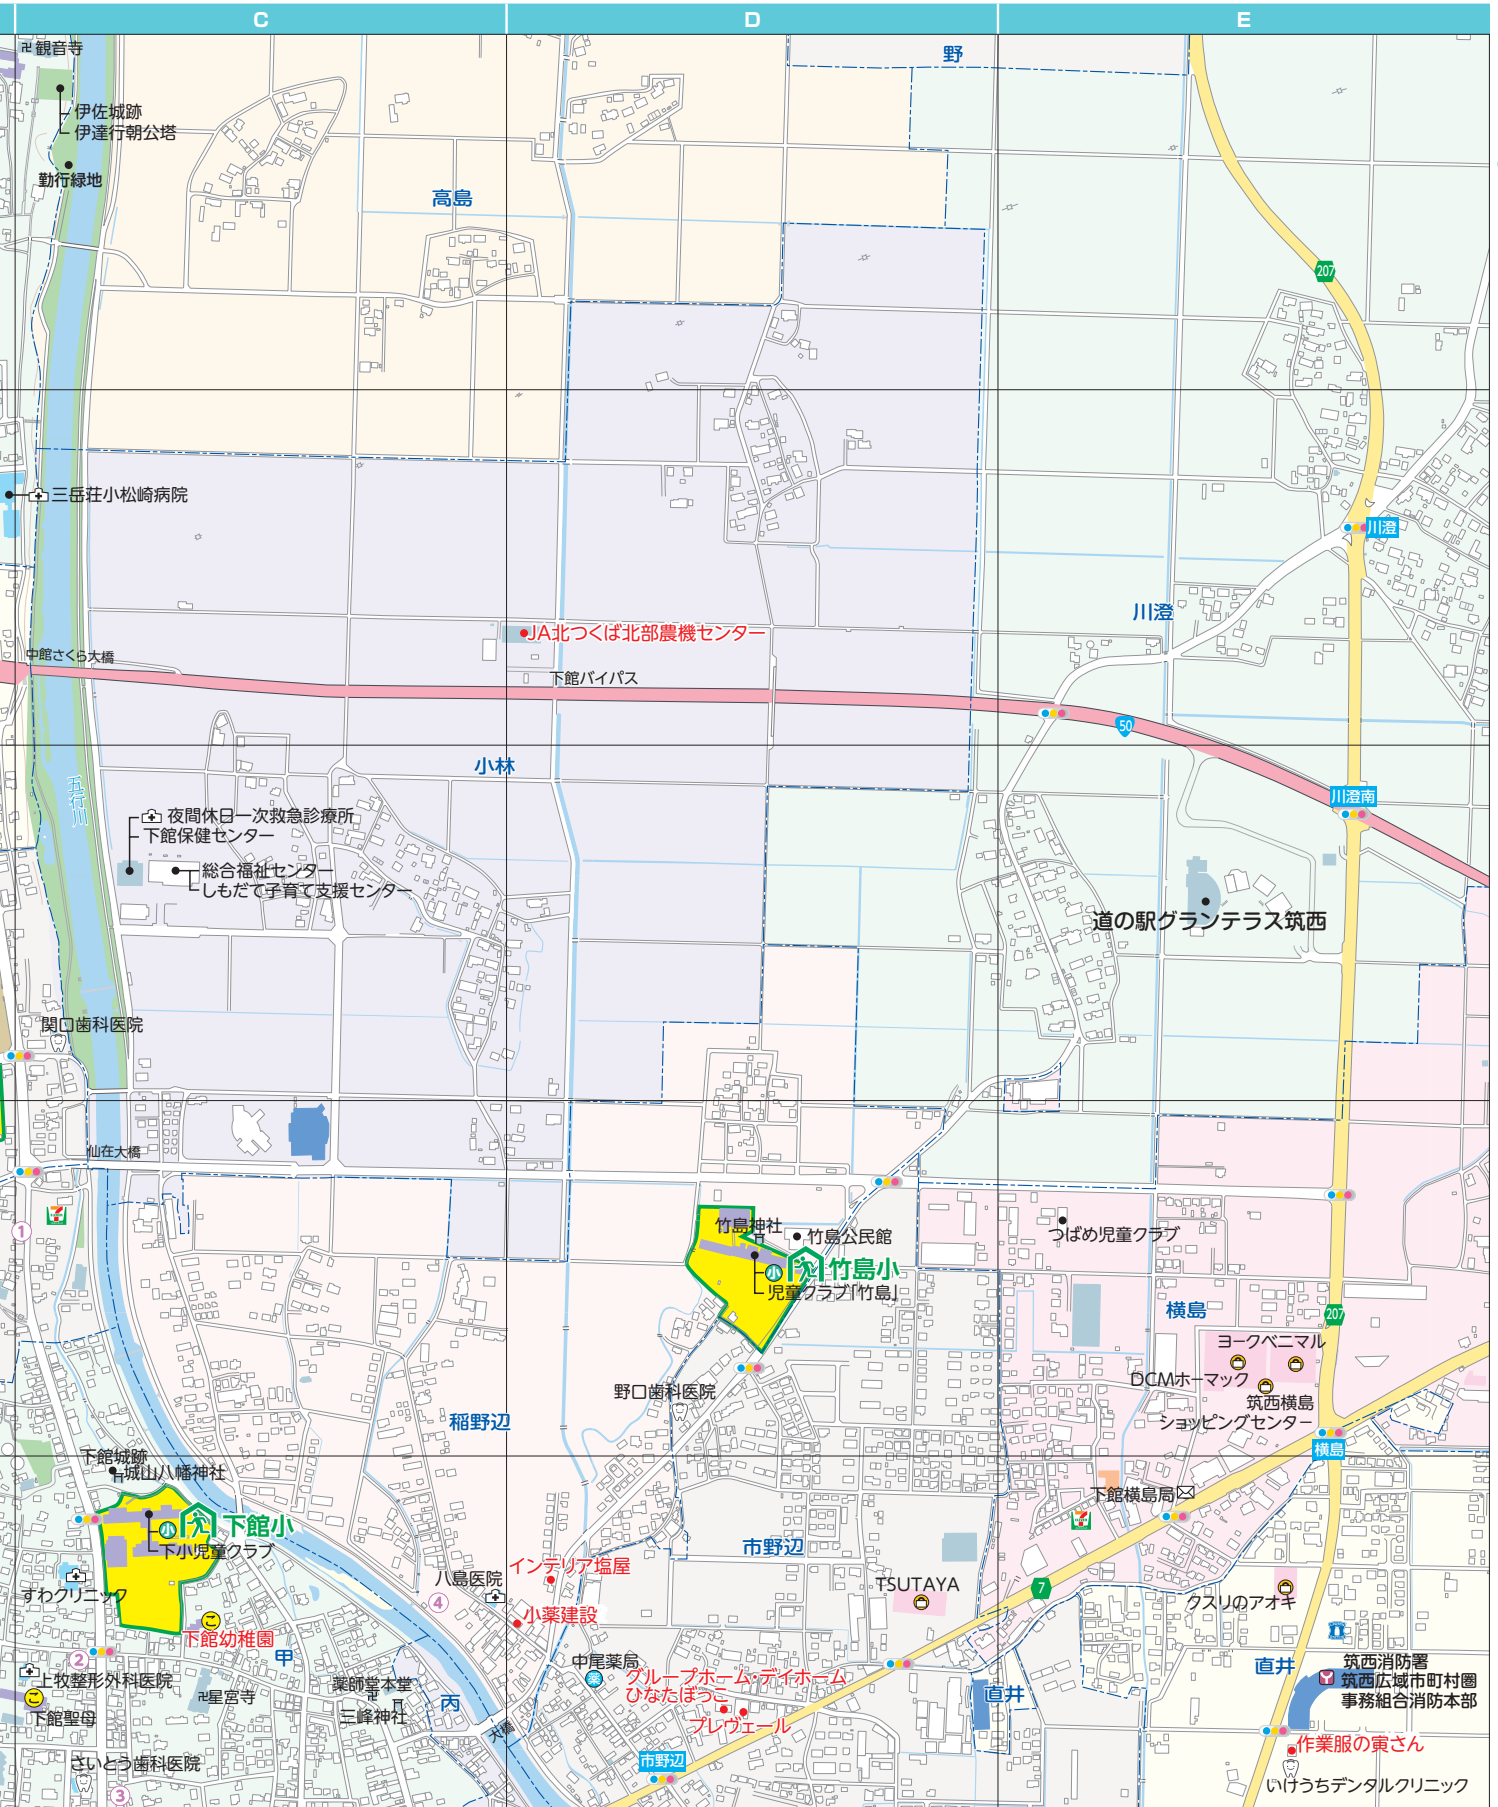 C
D
E
卍観音寺
野
伊佐城跡
伊達行朝公塔
勤行緑地
高島
207
三岳荘小松崎病院
川澄
川澄
JA北つくば北部農機センター
中館さくら大橋
下館バイパス
50
小林
五行川
川澄南
夜間休日一次救急診療所
下館保健センター
総合福祉センター
しもだて子育て支援センター
道の駅グランテラス筑西
関口歯科医院
仙在大橋
1
竹島神社
竹島公民館
つばめ児童クラブ
小
竹島小
児童クラブ「竹島」
横島
207
ヨークベニマル
DCMホーマック
野口歯科医院
筑西横島
ショッピングセンター
稲野辺
横島
下館城跡
城山八幡神社
下館横島局
小
下館小
下小児童クラブ
市野辺
インテリア塩屋
八島医院
TSUTAYA
7
すわクリニック
4
小薬建設
クスリのアオキ
こ
下館幼稚園
甲
2
中尾薬局
薬
上牧整形外科医院
こ
卍星宮寺
薬師堂本堂
卍
三峰神社
丙
グループホーム・デイホーム
ひなたぼっこ
プレヴェール
直井
直井
筑西消防署
筑西広域市町村圏
事務組合消防本部
下館聖母
大橋
さいとう歯科医院
市野辺
作業服の寅さん
3
いけうちデンタルクリニック